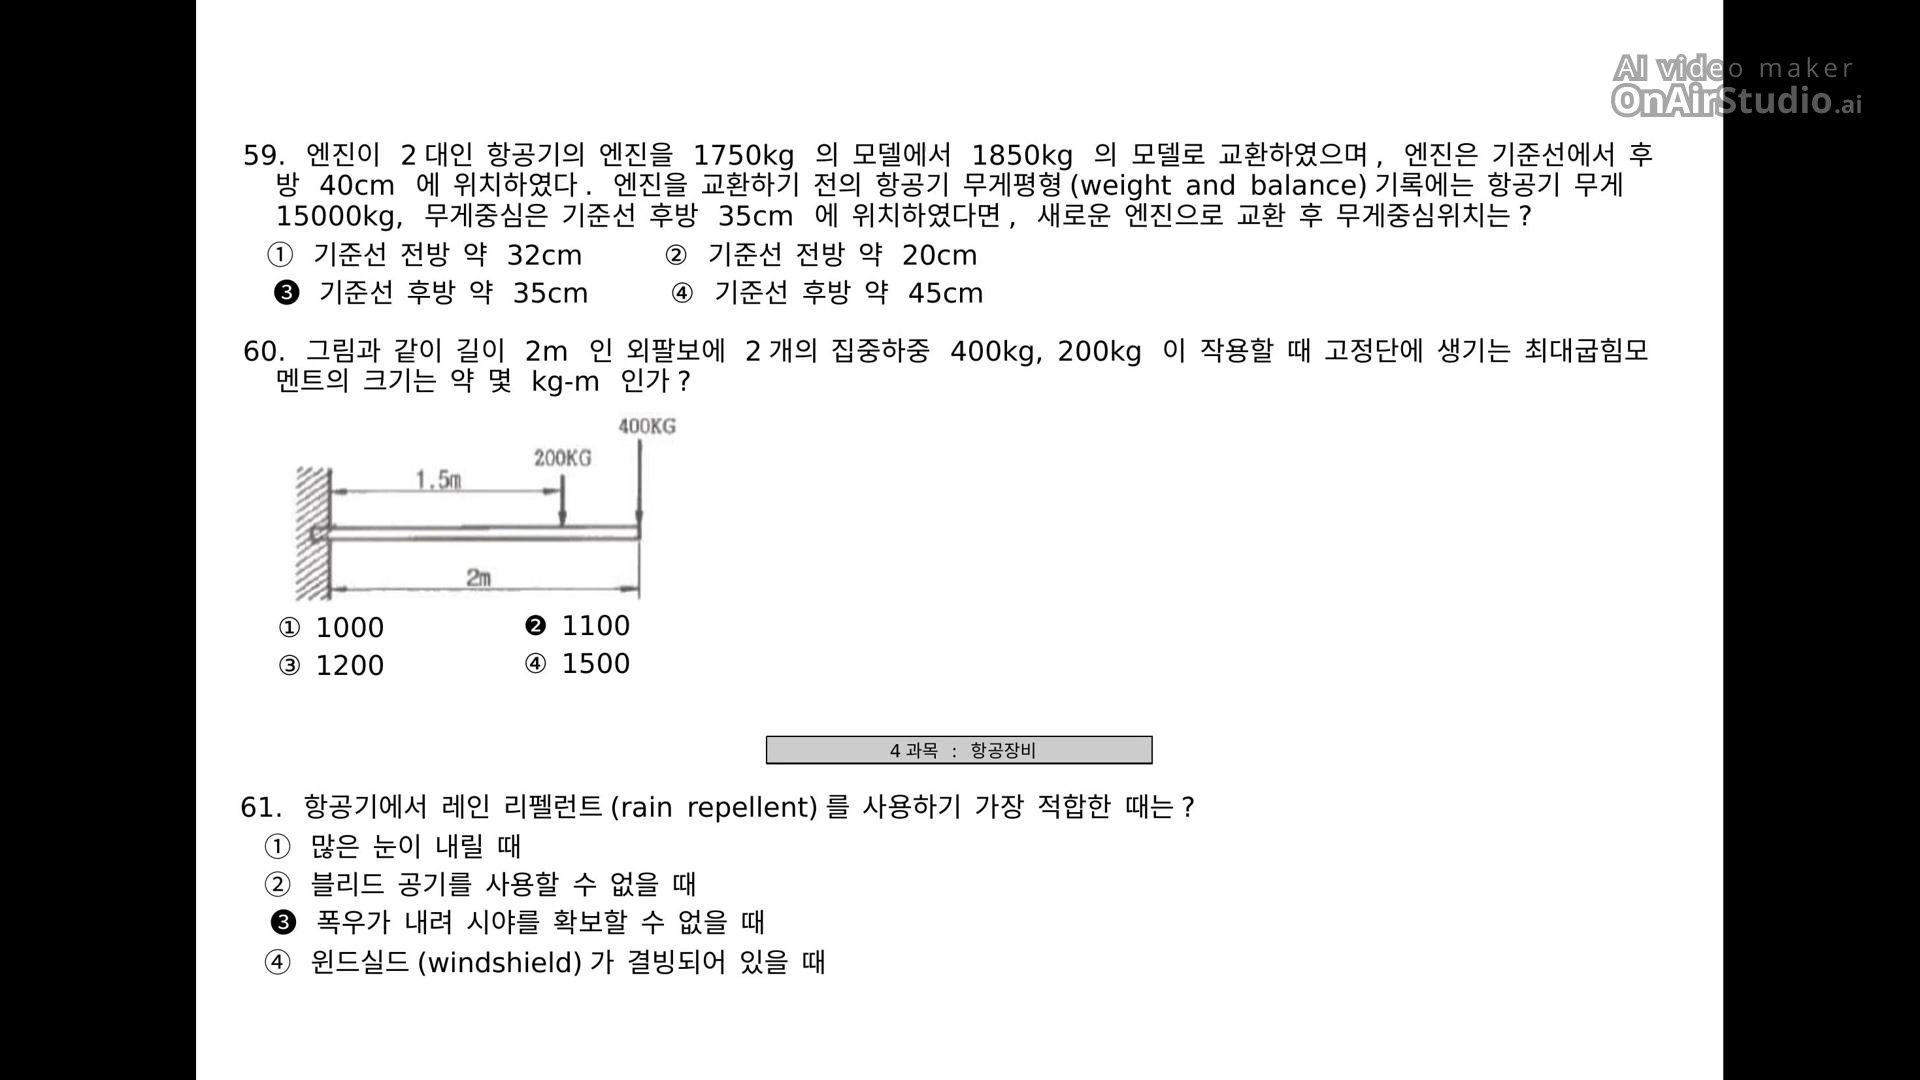 AI video maker
OnAirStudio.ai
59. 엔진이 2대인 항공기의 엔진을 1750kg 의 모델에서 1850kg 의 모델로 교환하였으며, 엔진은 기준선에서 후
방 40cm 에 위치하였다. 엔진을 교환하기 전의 항공기 무게평형(weight and balance)기록에는 항공기 무게
15000kg, 무게중심은 기준선 후방 35cm 에 위치하였다면, 새로운 엔진으로 교환 후 무게중심위치는?
① 기준선 전방 약 32cm ② 기준선 전방 약 20cm
❸ 기준선 후방 약 35cm ④ 기준선 후방 약 45cm
60. 그림과 같이 길이 2m 인 외팔보에 2개의 집중하중 400kg, 200kg 이 작용할 때 고정단에 생기는 최대굽힘모
멘트의 크기는 약 몇 kg-m 인가?
400KG
200KG
1.5m
2m
① 1000 ❷ 1100
③ 1200 ④ 1500
4과목 : 항공장비
61. 항공기에서 레인 리펠런트(rain repellent)를 사용하기 가장 적합한 때는?
① 많은 눈이 내릴 때
② 블리드 공기를 사용할 수 없을 때
❸ 폭우가 내려 시야를 확보할 수 없을 때
④ 윈드실드(windshield)가 결빙되어 있을 때